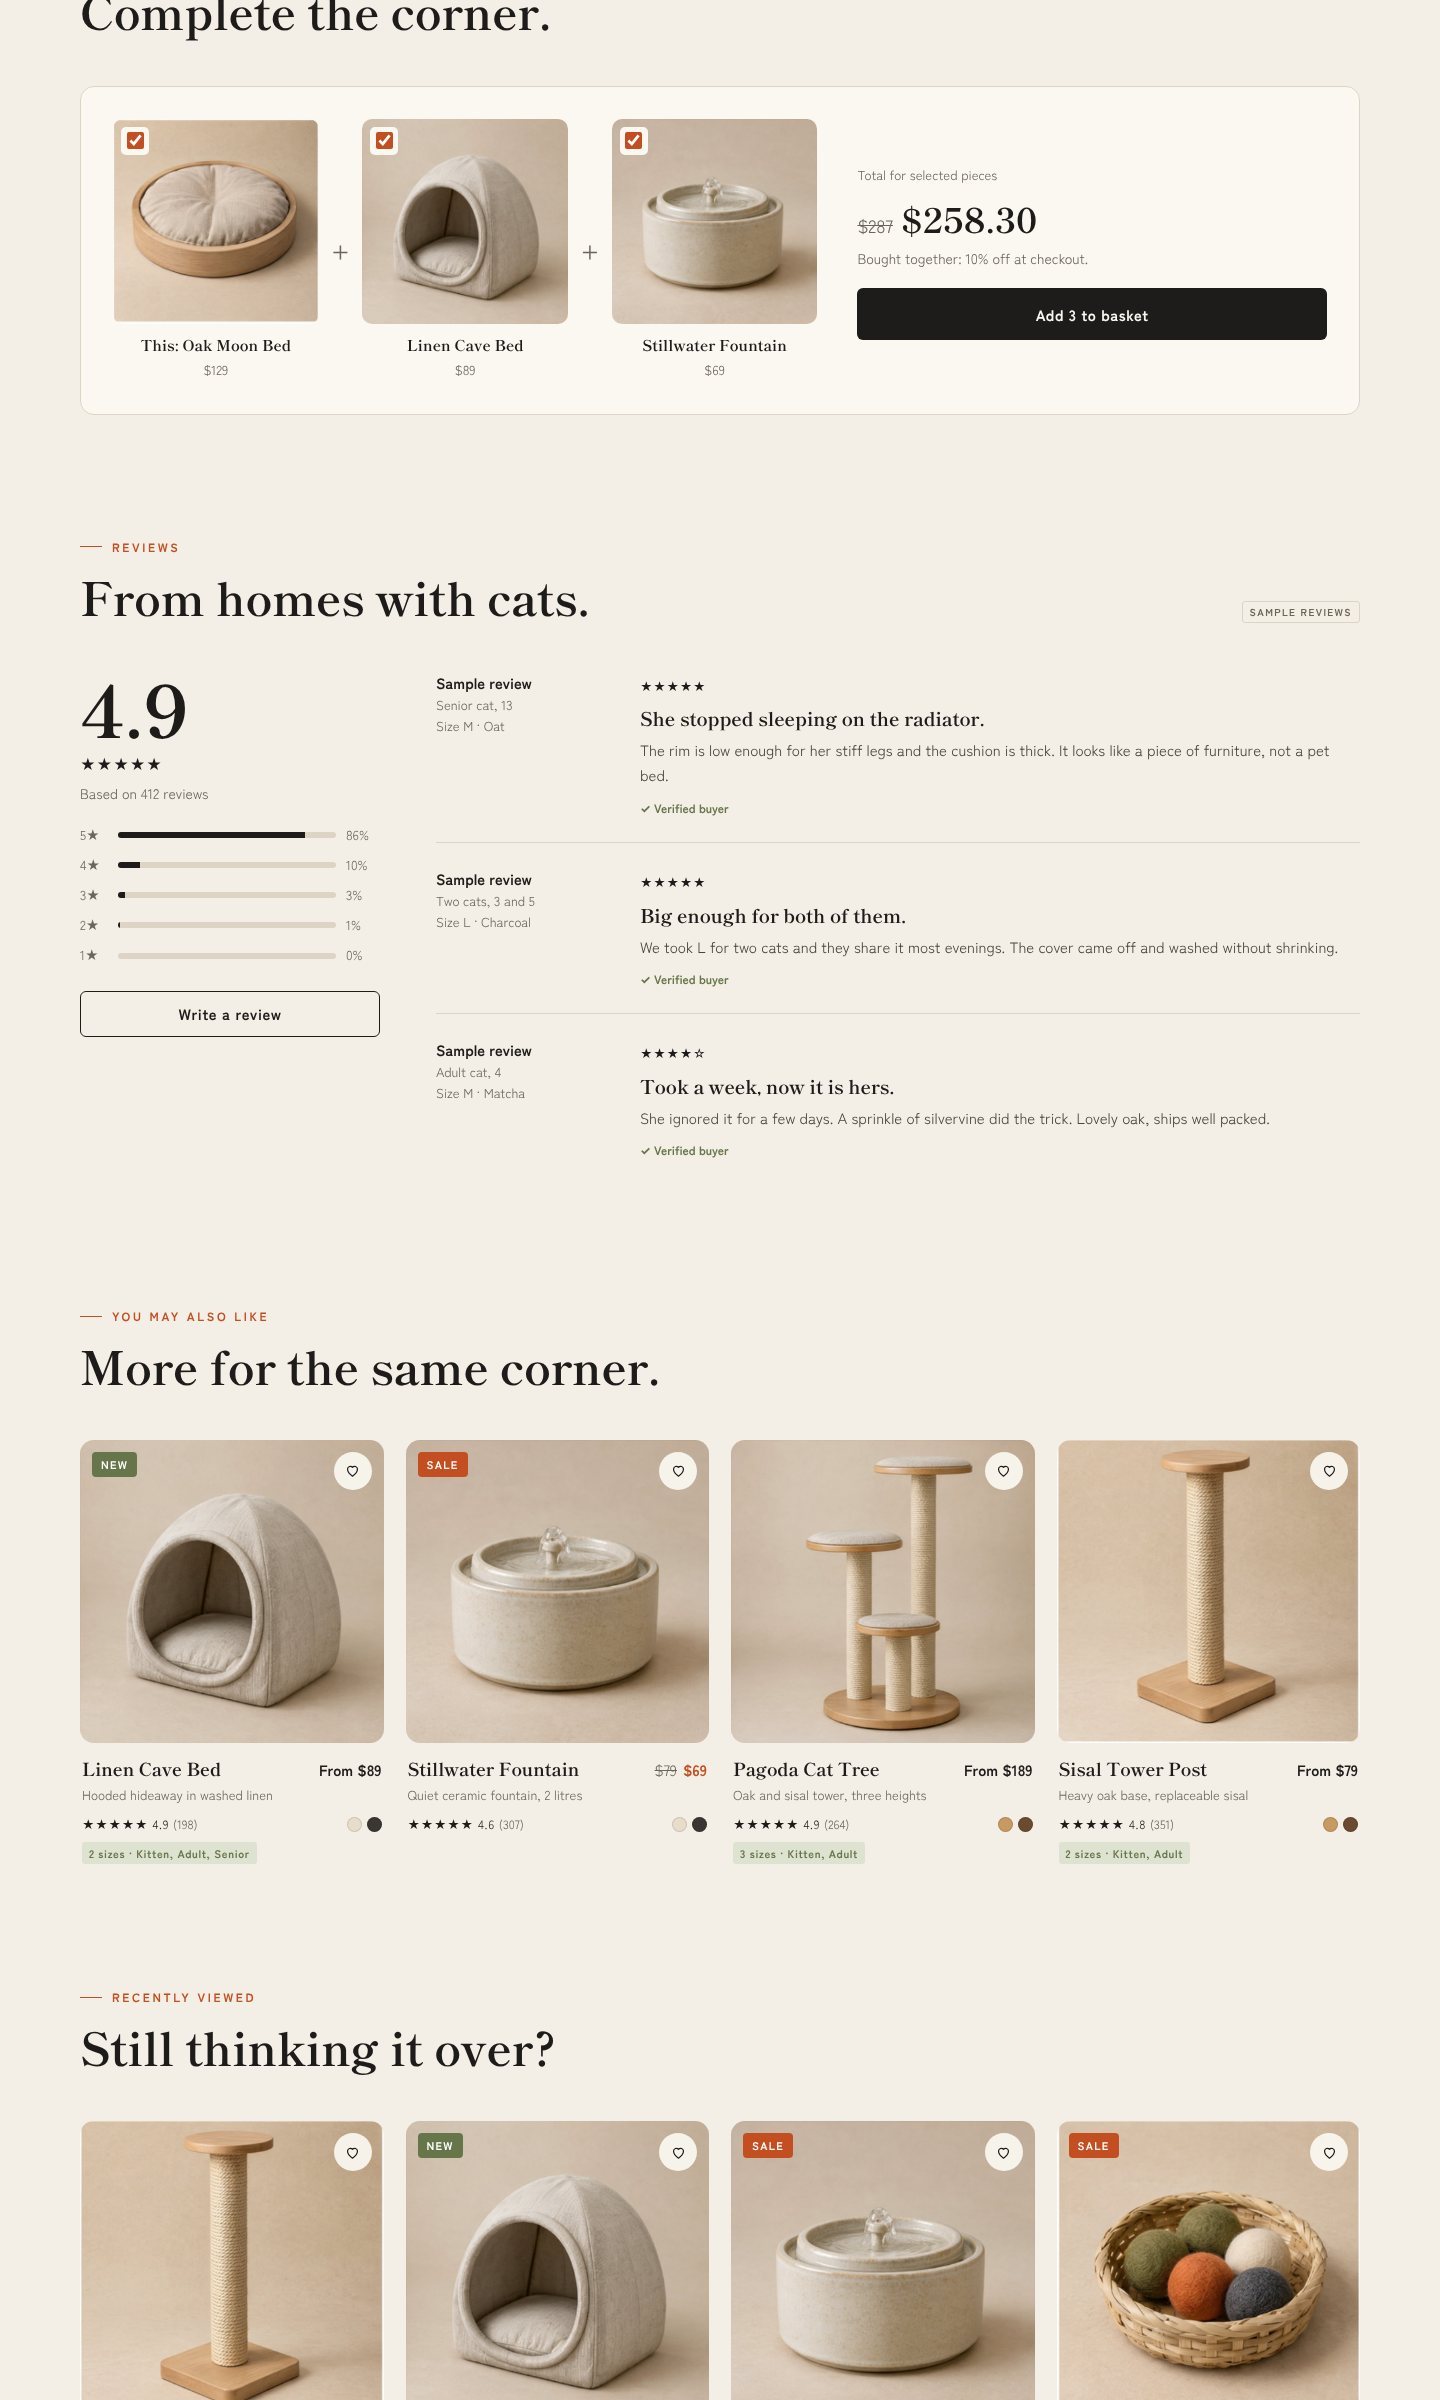 Complete the corner.
This: Oak Moon Bed
$129
+
Linen Cave Bed
$89
+
Stillwater Fountain
$69
Total for selected pieces
$287 $258.30
Bought together: 10% off at checkout.
Add 3 to basket
REVIEWS
From homes with cats.
SAMPLE REVIEWS
4.9
★★★★★
Based on 412 reviews
5★ 86%
4★ 10%
3★ 3%
2★ 1%
1★ 0%
Write a review
Sample review
Senior cat, 13
Size M · Oat
★★★★★
She stopped sleeping on the radiator.
The rim is low enough for her stiff legs and the cushion is thick. It looks like a piece of furniture, not a pet
bed.
✓ Verified buyer
Sample review
Two cats, 3 and 5
Size L · Charcoal
★★★★★
Big enough for both of them.
We took L for two cats and they share it most evenings. The cover came off and washed without shrinking.
✓ Verified buyer
Sample review
Adult cat, 4
Size M · Matcha
★★★★☆
Took a week, now it is hers.
She ignored it for a few days. A sprinkle of silvervine did the trick. Lovely oak, ships well packed.
✓ Verified buyer
YOU MAY ALSO LIKE
More for the same corner.
NEW
Linen Cave Bed From $89
Hooded hideaway in washed linen
★★★★★ 4.9 (198)
2 sizes · Kitten, Adult, Senior
SALE
Stillwater Fountain $79 $69
Quiet ceramic fountain, 2 litres
★★★★★ 4.6 (307)
Pagoda Cat Tree From $189
Oak and sisal tower, three heights
★★★★★ 4.9 (264)
3 sizes · Kitten, Adult
Sisal Tower Post From $79
Heavy oak base, replaceable sisal
★★★★★ 4.8 (351)
2 sizes · Kitten, Adult
RECENTLY VIEWED
Still thinking it over?
NEW
SALE
SALE